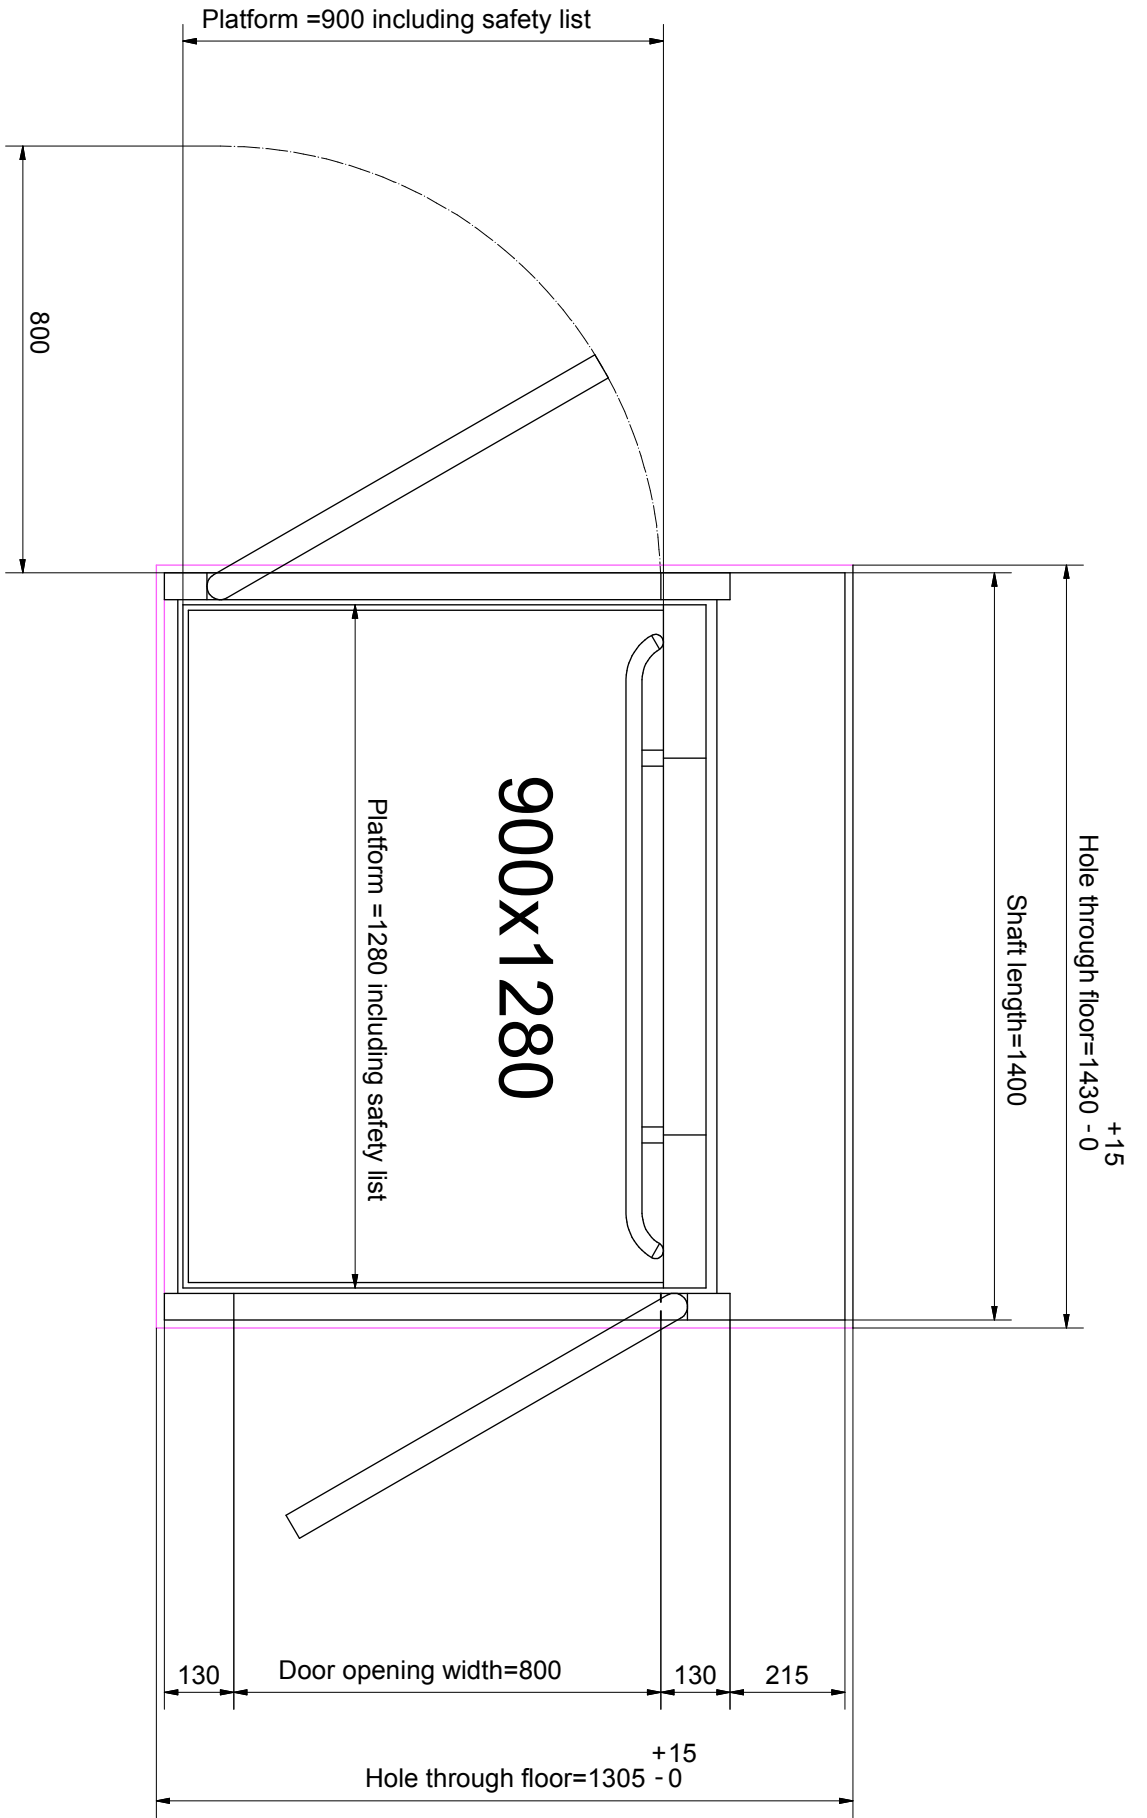 Platform =900 including safety list
800
Hole through floor=1430 +15 -0
Shaft length=1400
900x1280
Platform =1280 including safety list
130
Door opening width=800
130
215
Hole through floor=1305 +15 -0